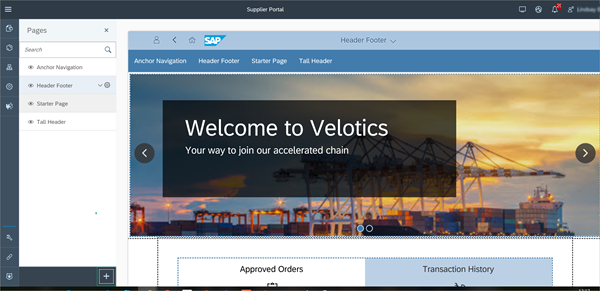 Supplier Portal
Lindsay
Pages
Search
Anchor Navigation
Header Footer
Starter Page
Tall Header
SAP
Header Footer
Anchor Navigation Header Footer Starter Page Tall Header
Welcome to Velotics
Your way to join our accelerated chain
Approved Orders
Transaction History